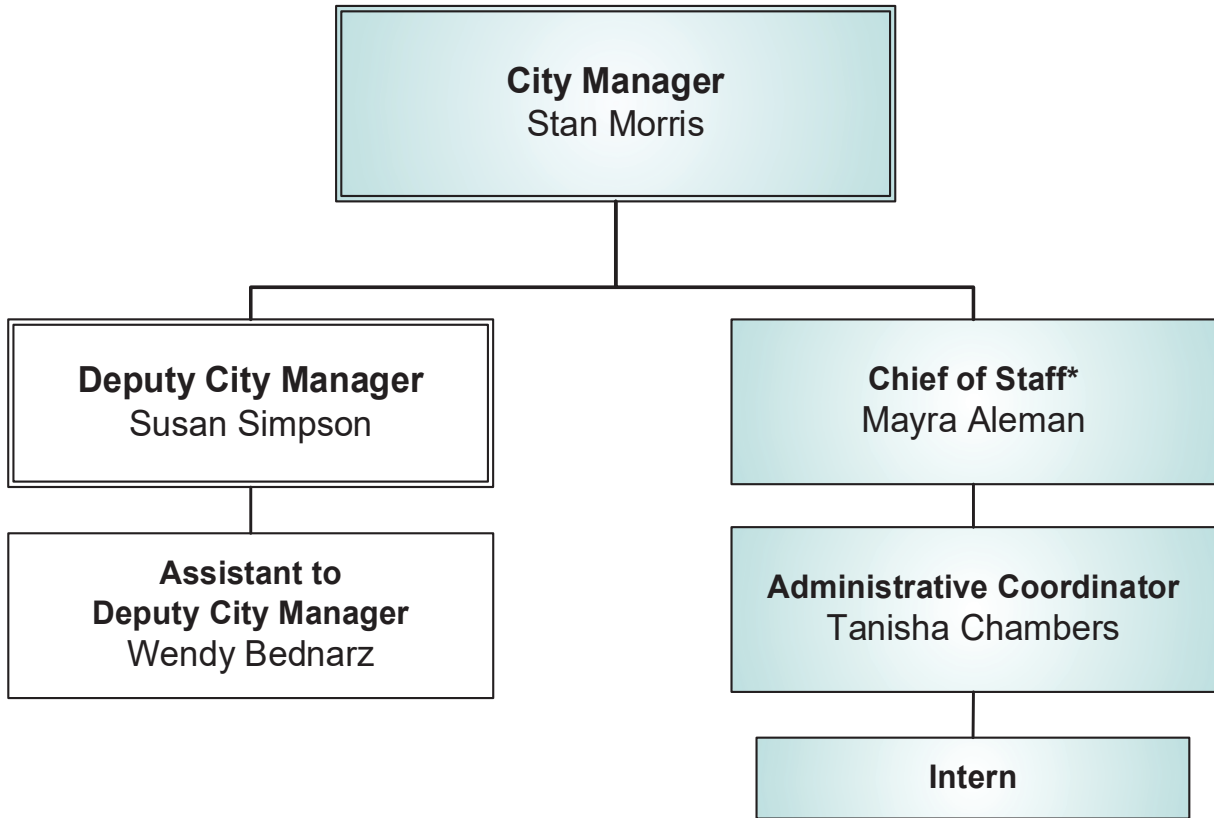 City Manager
Stan Morris
Deputy City Manager
Susan Simpson
Chief of Staff*
Mayra Aleman
Assistant to
Deputy City Manager
Wendy Bednarz
Administrative Coordinator
Tanisha Chambers
Intern